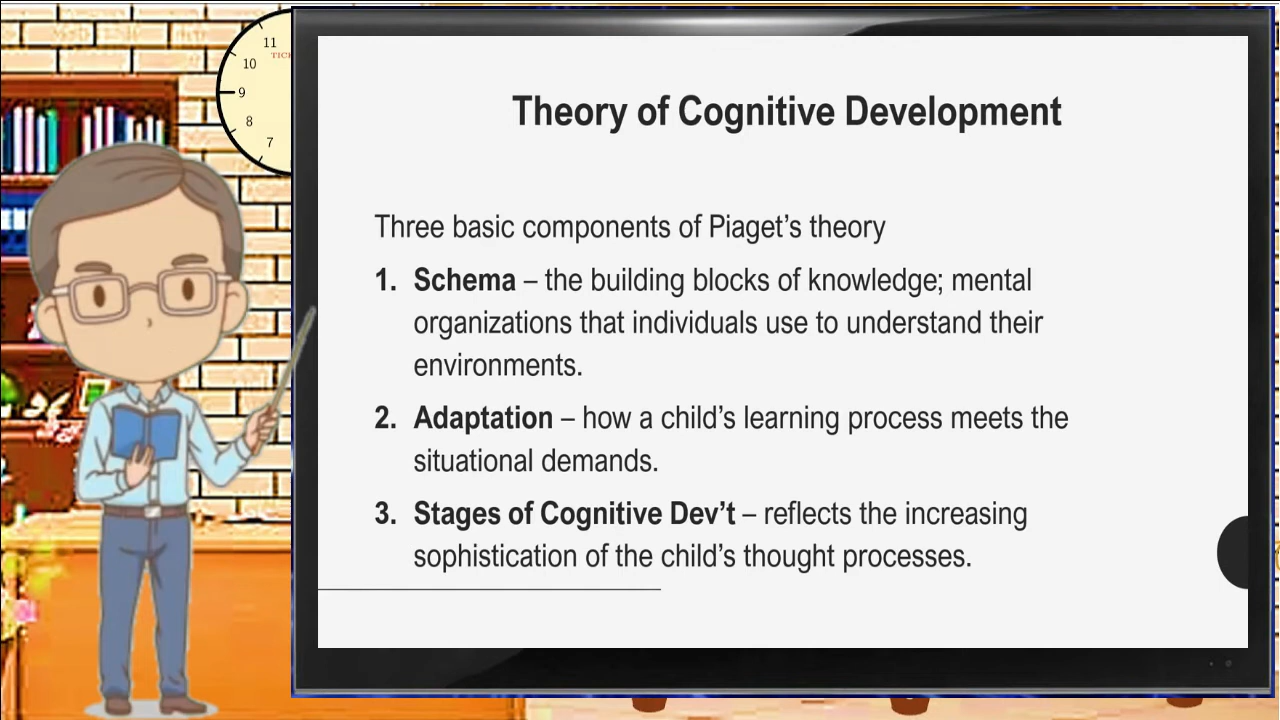 11
TICK
10
9
8
7
Theory of Cognitive Development
Three basic components of Piaget’s theory
1. Schema – the building blocks of knowledge; mental
organizations that individuals use to understand their
environments.
2. Adaptation – how a child’s learning process meets the
situational demands.
3. Stages of Cognitive Dev’t – reflects the increasing
sophistication of the child’s thought processes.